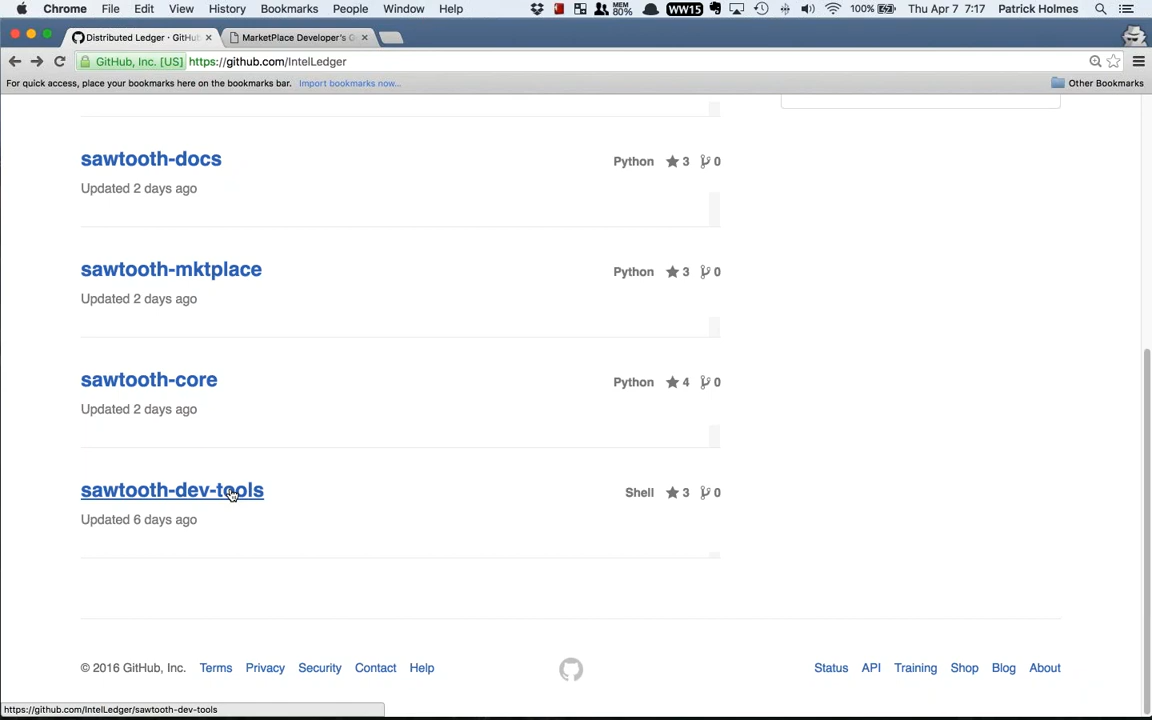 Chrome File Edit View History Bookmarks People Window Help MEM 80% WW15 100% Thu Apr 7 7:17 Patrick Holmes
Distributed Ledger · GitHub × MarketPlace Developer's G ×
GitHub, Inc. [US] https://github.com/IntelLedger
For quick access, place your bookmarks here on the bookmarks bar. Import bookmarks now... Other Bookmarks
sawtooth-docs Python 3 0
Updated 2 days ago
sawtooth-mktplace Python 3 0
Updated 2 days ago
sawtooth-core Python 4 0
Updated 2 days ago
sawtooth-dev-tools Shell 3 0
Updated 6 days ago
© 2016 GitHub, Inc. Terms Privacy Security Contact Help Status API Training Shop Blog About
https://github.com/IntelLedger/sawtooth-dev-tools